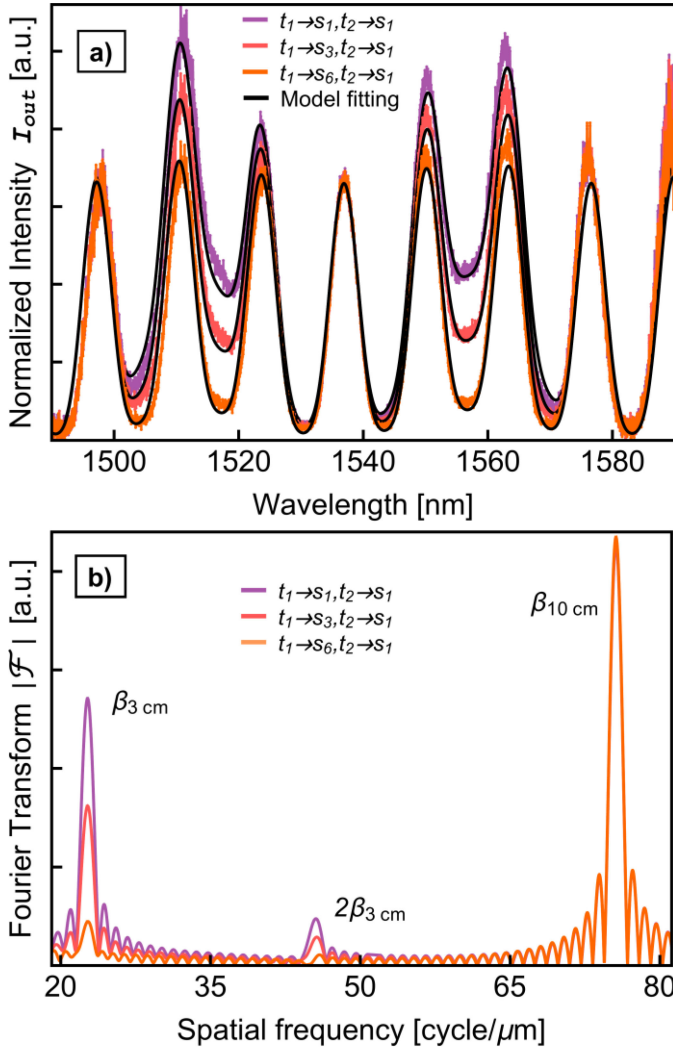 a)
t₁→s₁,t₂→s₁
t₁→s₃,t₂→s₁
t₁→s₆,t₂→s₁
Model fitting
Normalized Intensity I_out [a.u.]
1500 1520 1540 1560 1580
Wavelength [nm]
b)
t₁→s₁,t₂→s₁
t₁→s₃,t₂→s₁
t₁→s₆,t₂→s₁
β₁₀ cm
β₃ cm
2β₃ cm
Fourier Transform |ℱ| [a.u.]
20 35 50 65 80
Spatial frequency [cycle/μm]